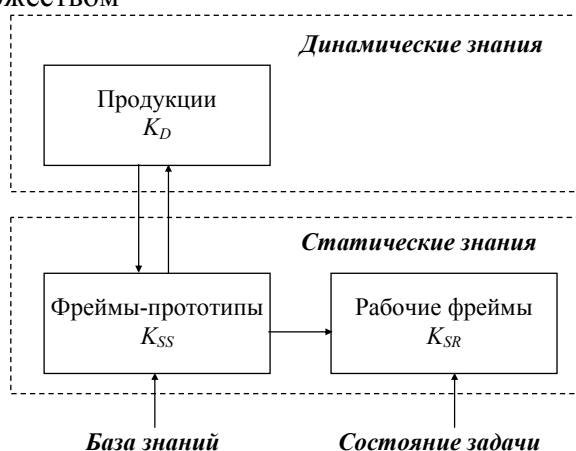 Динамические знания
Продукции
K_D
Статические знания
Фреймы-прототипы
K_SS
Рабочие фреймы
K_SR
База знаний
Состояние задачи